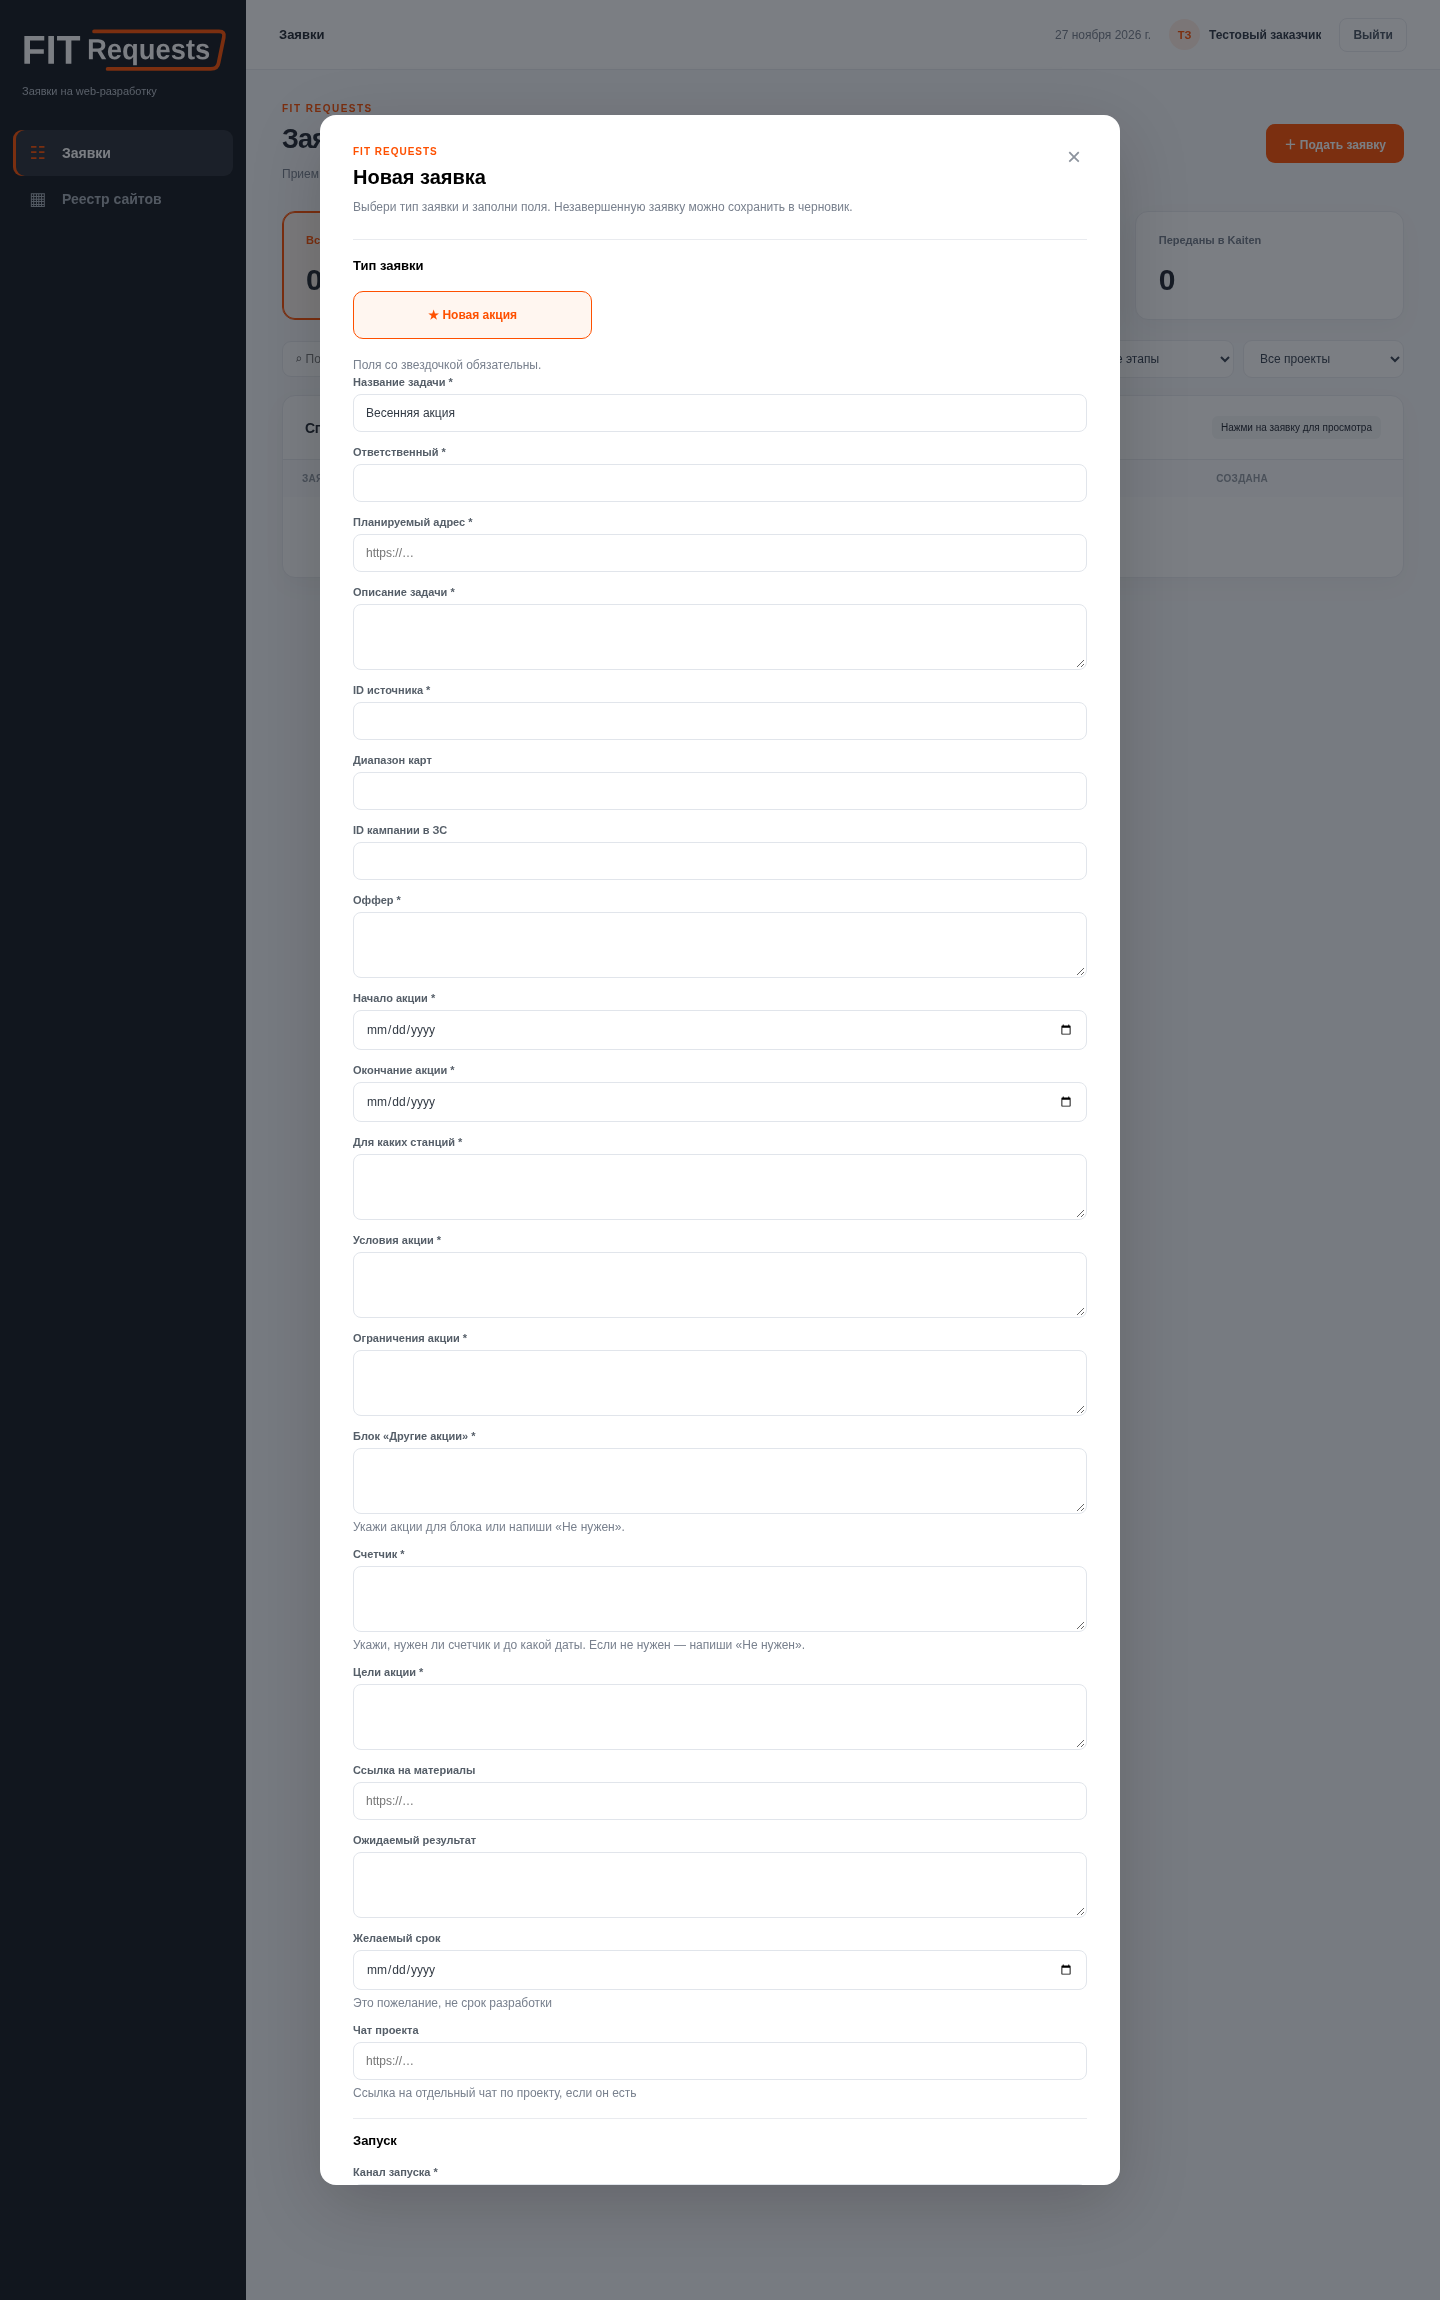 FIT Requests
Заявки на web-разработку
Заявки
Реестр сайтов
Заявки
27 ноября 2026 г.
ТЗ
Тестовый заказчик
Выйти
FIT REQUESTS
+ Подать заявку
Переданы в Kaiten
0
0
этапы
Все проекты
Нажми на заявку для просмотра
СОЗДАНА
FIT REQUESTS
Новая заявка
Выбери тип заявки и заполни поля. Незавершенную заявку можно сохранить в черновик.
Тип заявки
★ Новая акция
Поля со звездочкой обязательны.
Название задачи *
Весенняя акция
Ответственный *
Планируемый адрес *
https://...
Описание задачи *
ID источника *
Диапазон карт
ID кампании в ЗС
Оффер *
Начало акции *
mm/dd/yyyy
Окончание акции *
mm/dd/yyyy
Для каких станций *
Условия акции *
Ограничения акции *
Блок «Другие акции» *
Укажи акции для блока или напиши «Не нужен».
Счетчик *
Укажи, нужен ли счетчик и до какой даты. Если не нужен — напиши «Не нужен».
Цели акции *
Ссылка на материалы
https://...
Ожидаемый результат
Желаемый срок
mm/dd/yyyy
Это пожелание, не срок разработки
Чат проекта
https://...
Ссылка на отдельный чат по проекту, если он есть
Запуск
Канал запуска *